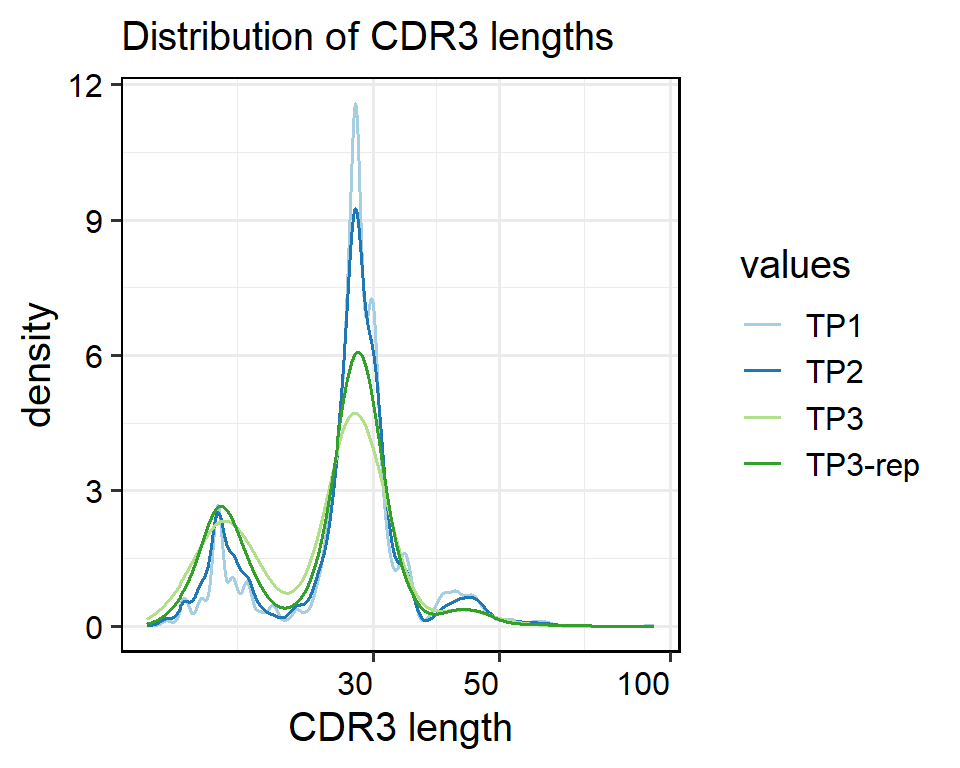 Distribution of CDR3 lengths
12
9
6
3
0
density
30 50 100
CDR3 length
values
TP1
TP2
TP3
TP3-rep